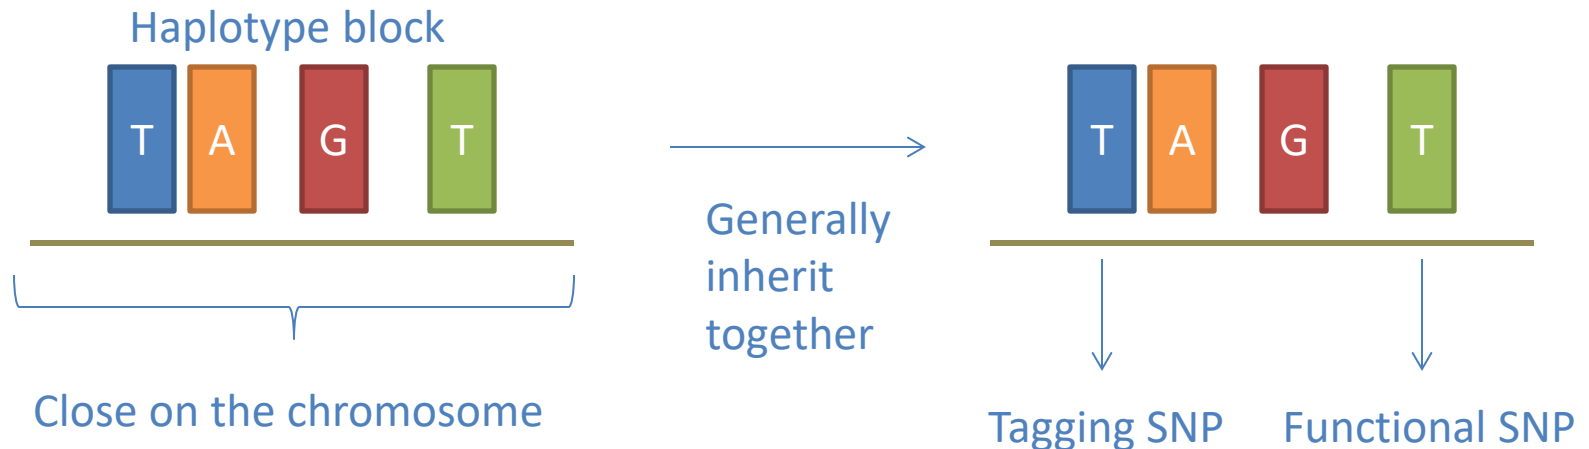 Haplotype block
T A G T
Close on the chromosome
Generally
inherit
together
T A G T
Tagging SNP
Functional SNP